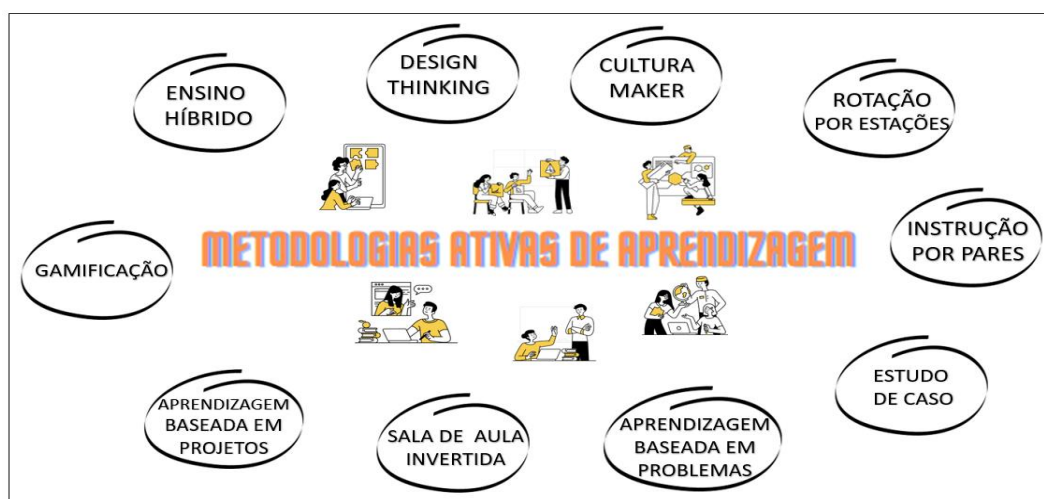 ENSINO
HÍBRIDO
DESIGN
THINKING
CULTURA
MAKER
ROTAÇÃO
POR ESTAÇÕES
GAMIFICAÇÃO
METODOLOGIAS ATIVAS DE APRENDIZAGEM
INSTRUÇÃO
POR PARES
APRENDIZAGEM
BASEADA EM
PROJETOS
SALA DE AULA
INVERTIDA
APRENDIZAGEM
BASEADA EM
PROBLEMAS
ESTUDO
DE CASO